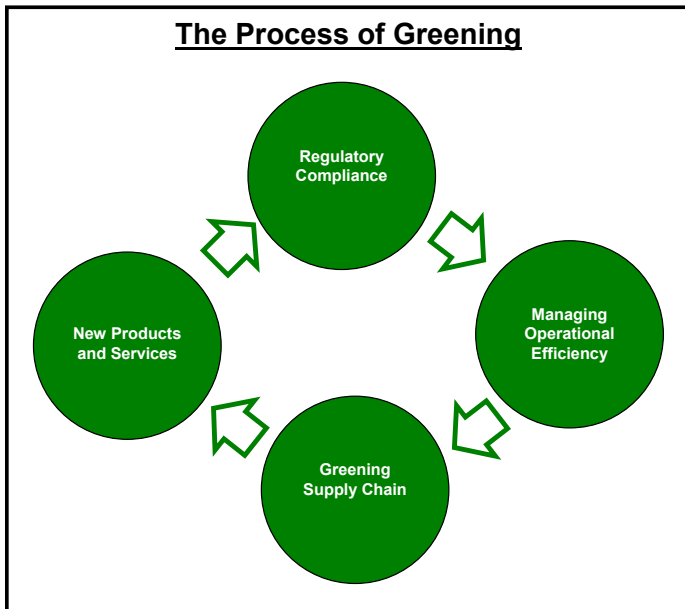 The Process of Greening
Regulatory
Compliance
Managing
Operational
Efficiency
Greening
Supply Chain
New Products
and Services